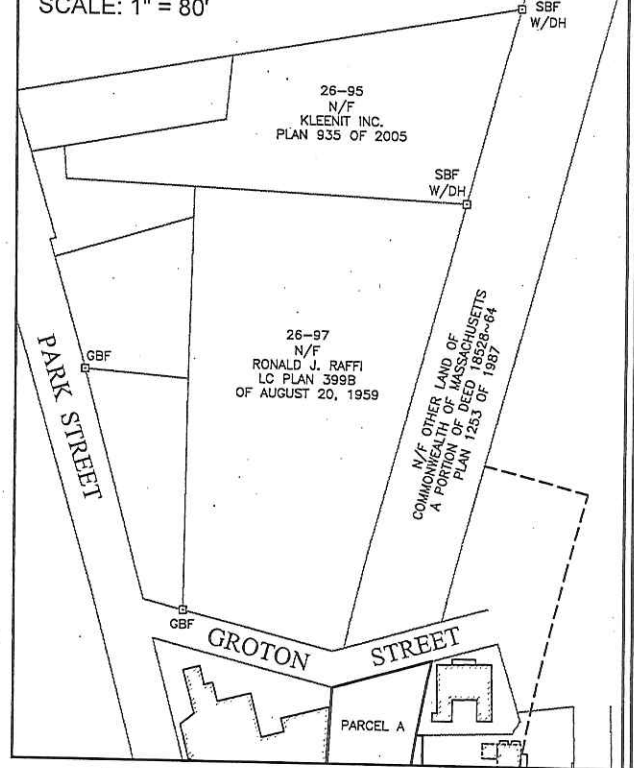 SCALE: 1" = 80'
SBF
W/DH
26-95
N/F
KLEENIT INC.
PLAN 935 OF 2005
SBF
W/DH
26-97
N/F
RONALD J. RAFFI
LC PLAN 399B
OF AUGUST 20, 1959
N/F OTHER LAND OF
COMMONWEALTH OF MASSACHUSETTS
A PORTION OF DEED 18528~64
PLAN 1253 OF 1987
GBF
PARK STREET
GBF
GROTON STREET
PARCEL A